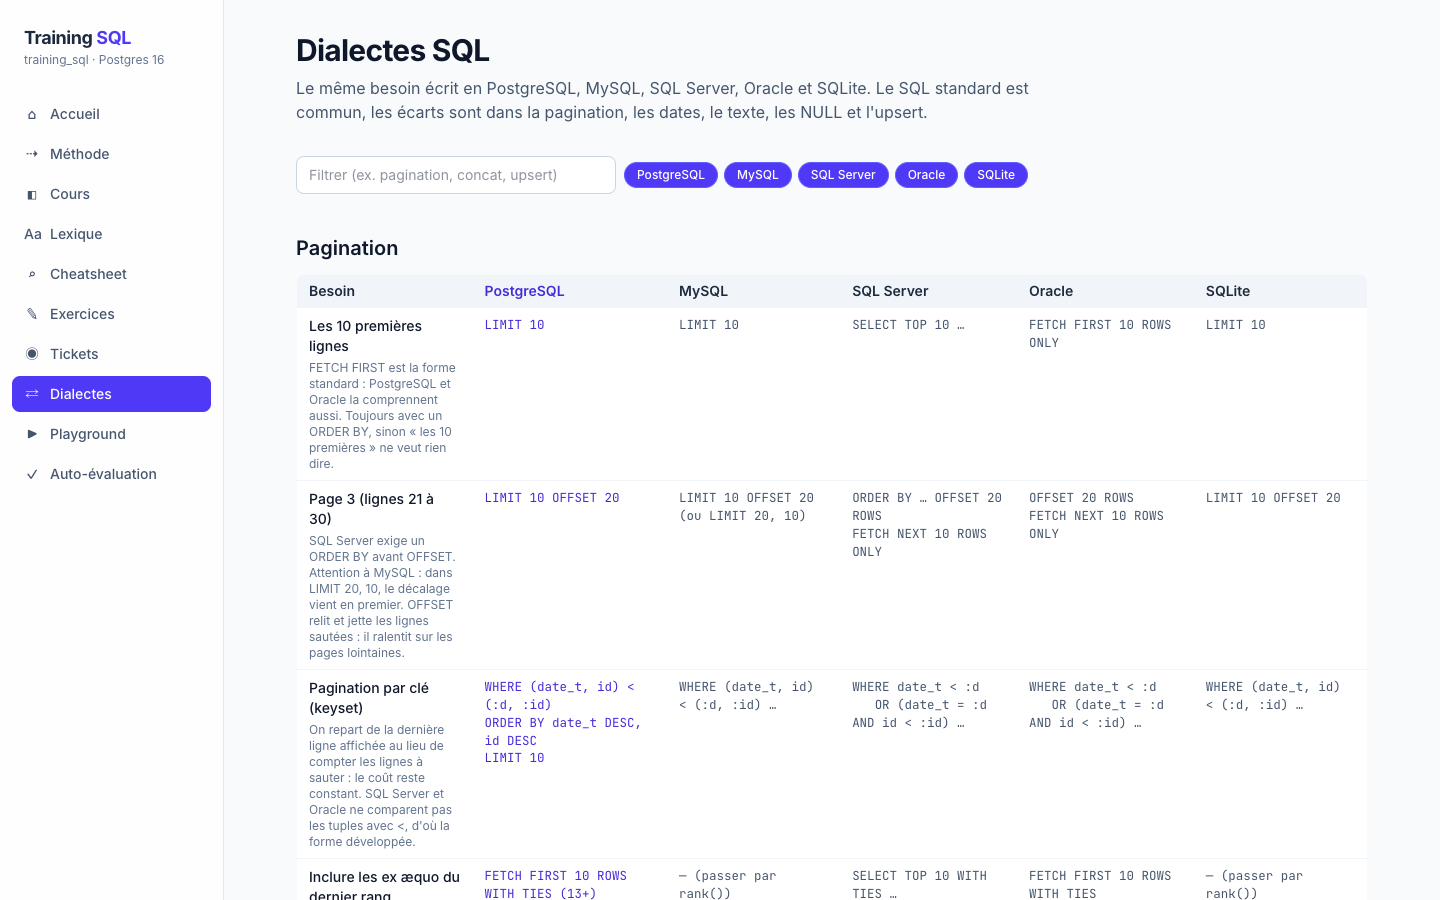 Training SQL
training_sql · Postgres 16
Accueil
Méthode
Cours
Aa Lexique
Cheatsheet
Exercices
Tickets
Dialectes
Playground
Auto-évaluation
Dialectes SQL
Le même besoin écrit en PostgreSQL, MySQL, SQL Server, Oracle et SQLite. Le SQL standard est
commun, les écarts sont dans la pagination, les dates, le texte, les NULL et l'upsert.
Filtrer (ex. pagination, concat, upsert)
PostgreSQL MySQL SQL Server Oracle SQLite
Pagination
Besoin PostgreSQL MySQL SQL Server Oracle SQLite
Les 10 premières
lignes
FETCH FIRST est la forme
standard : PostgreSQL et
Oracle la comprennent
aussi. Toujours avec un
ORDER BY, sinon « les 10
premières » ne veut rien
dire.
LIMIT 10
LIMIT 10
SELECT TOP 10 …
FETCH FIRST 10 ROWS
ONLY
LIMIT 10
Page 3 (lignes 21 à
30)
SQL Server exige un
ORDER BY avant OFFSET.
Attention à MySQL : dans
LIMIT 20, 10, le décalage
vient en premier. OFFSET
relit et jette les lignes
sautées : il ralentit sur les
pages lointaines.
LIMIT 10 OFFSET 20
LIMIT 10 OFFSET 20
(ou LIMIT 20, 10)
ORDER BY … OFFSET 20
ROWS
FETCH NEXT 10 ROWS
ONLY
OFFSET 20 ROWS
FETCH NEXT 10 ROWS
ONLY
LIMIT 10 OFFSET 20
Pagination par clé
(keyset)
On repart de la dernière
ligne affichée au lieu de
compter les lignes à
sauter : le coût reste
constant. SQL Server et
Oracle ne comparent pas
les tuples avec <, d'où la
forme développée.
WHERE (date_t, id) <
(:d, :id)
ORDER BY date_t DESC,
id DESC
LIMIT 10
WHERE (date_t, id)
< (:d, :id) …
WHERE date_t < :d
OR (date_t = :d
AND id < :id) …
WHERE date_t < :d
OR (date_t = :d
AND id < :id) …
WHERE (date_t, id)
< (:d, :id) …
Inclure les ex æquo du
dernier rang
FETCH FIRST 10 ROWS
WITH TIES (13+)
— (passer par
rank())
SELECT TOP 10 WITH
TIES …
FETCH FIRST 10 ROWS
WITH TIES
— (passer par
rank())